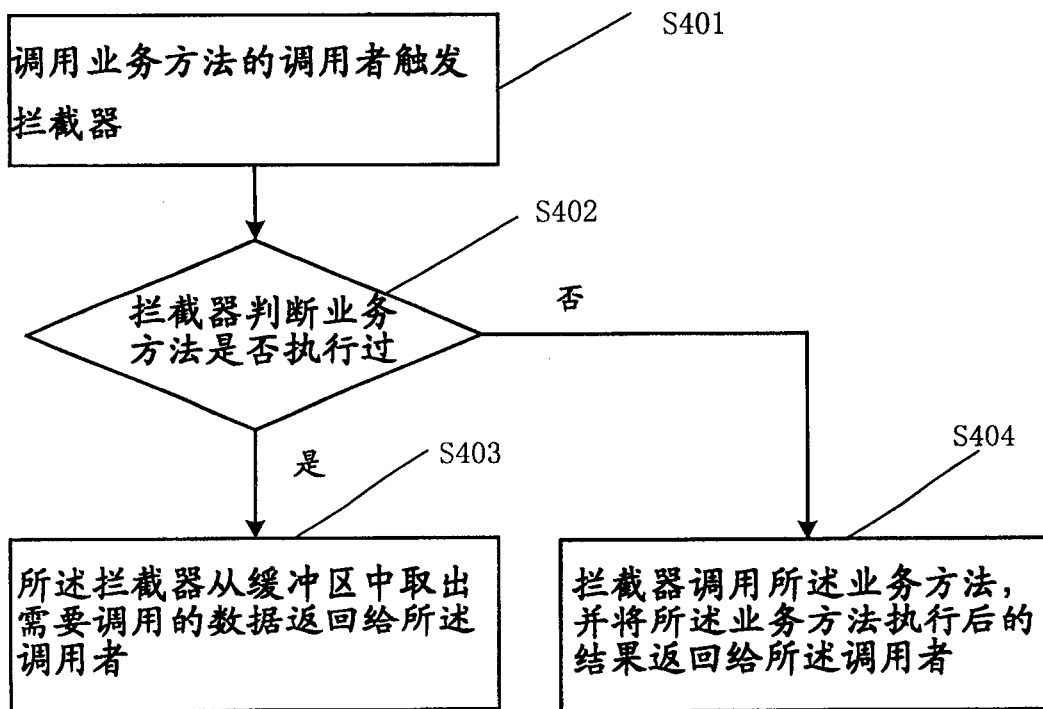 S401
调用业务方法的调用者触发
拦截器
S402
拦截器判断业务
方法是否执行过
否
是
S403
S404
所述拦截器从缓冲区中取出
需要调用的数据返回给所述
调用者
拦截器调用所述业务方法，
并将所述业务方法执行后的
结果返回给所述调用者